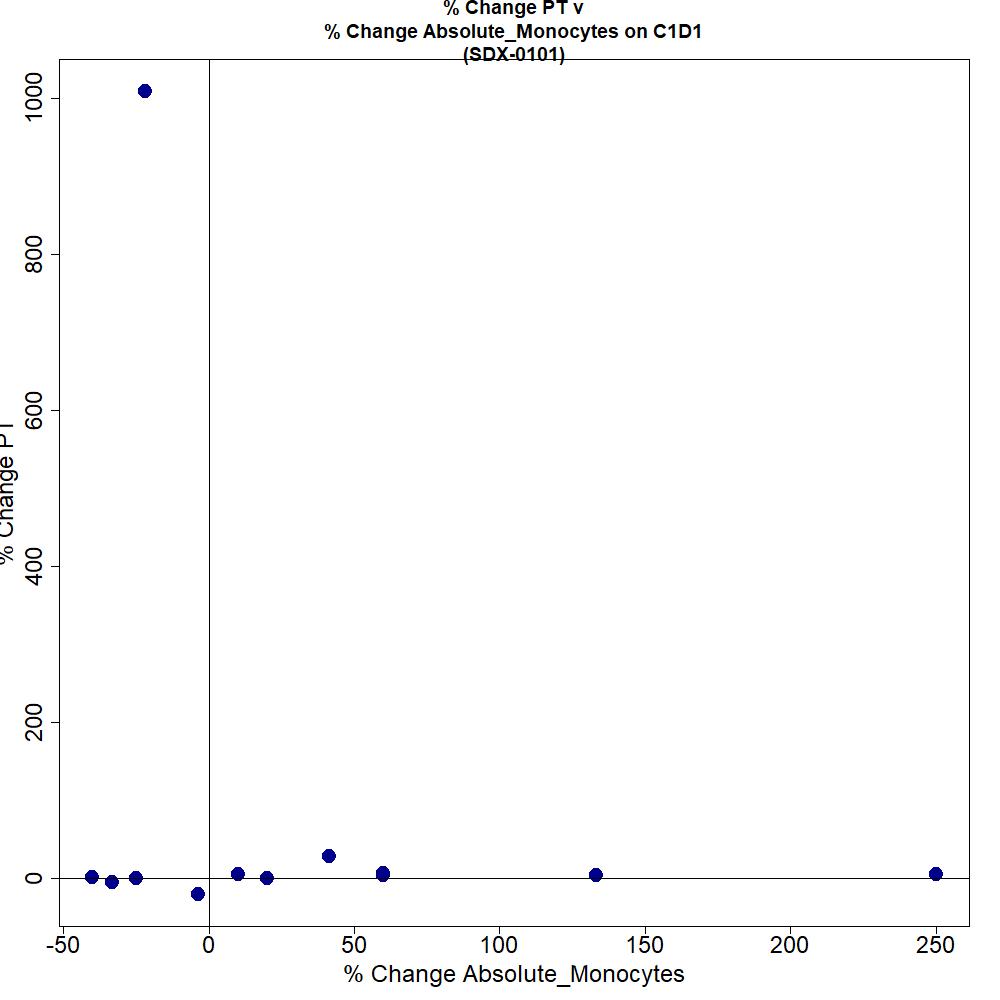 % Change PT v
% Change Absolute_Monocytes on C1D1
(SDX-0101)
1000
800
600
400
200
0
% Change PT
-50
0
50
100
150
200
250
% Change Absolute_Monocytes